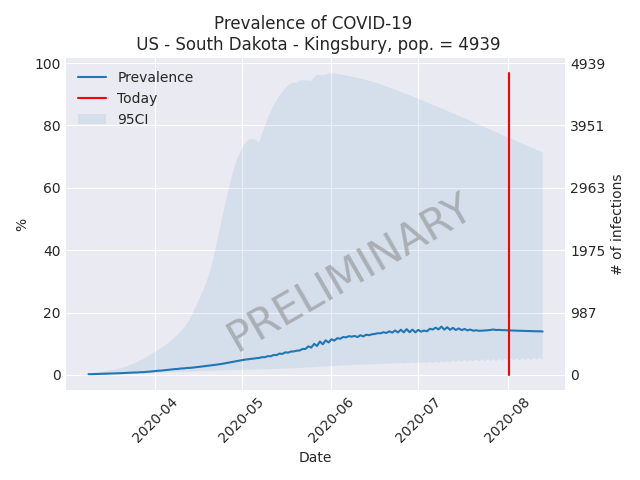 Prevalence of COVID-19
US - South Dakota - Kingsbury, pop. = 4939
Prevalence
Today
95CI
100
80
60
40
20
0
%
4939
3951
2963
1975
987
0
# of infections
PRELIMINARY
2020-04
2020-05
2020-06
2020-07
2020-08
Date